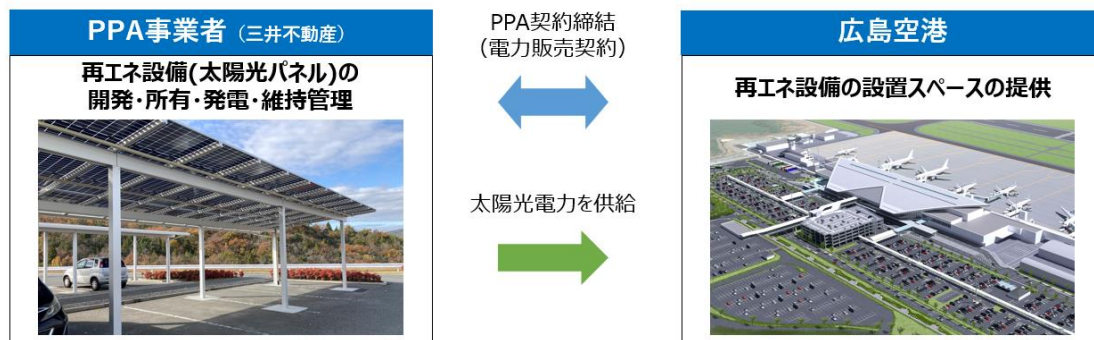 PPA事業者（三井不動産）
再エネ設備(太陽光パネル)の
開発・所有・発電・維持管理
PPA契約締結
（電力販売契約）
太陽光電力を供給
広島空港
再エネ設備の設置スペースの提供